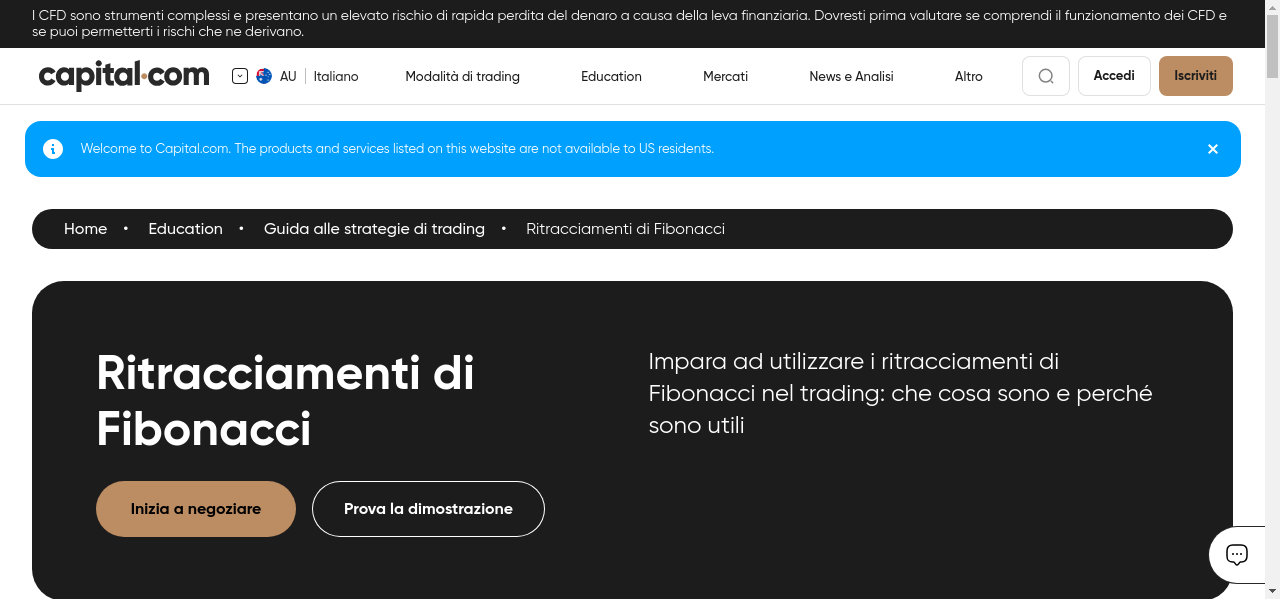 I CFD sono strumenti complessi e presentano un elevato rischio di rapida perdita del denaro a causa della leva finanziaria. Dovresti prima valutare se comprendi il funzionamento dei CFD e
se puoi permetterti i rischi che ne derivano.
capital.com AU Italiano Modalità di trading Education Mercati News e Analisi Altro Accedi Iscriviti
Welcome to Capital.com. The products and services listed on this website are not available to US residents.
Home • Education • Guida alle strategie di trading • Ritracciamenti di Fibonacci
Ritracciamenti di
Fibonacci
Impara ad utilizzare i ritracciamenti di
Fibonacci nel trading: che cosa sono e perché
sono utili
Inizia a negoziare Prova la dimostrazione